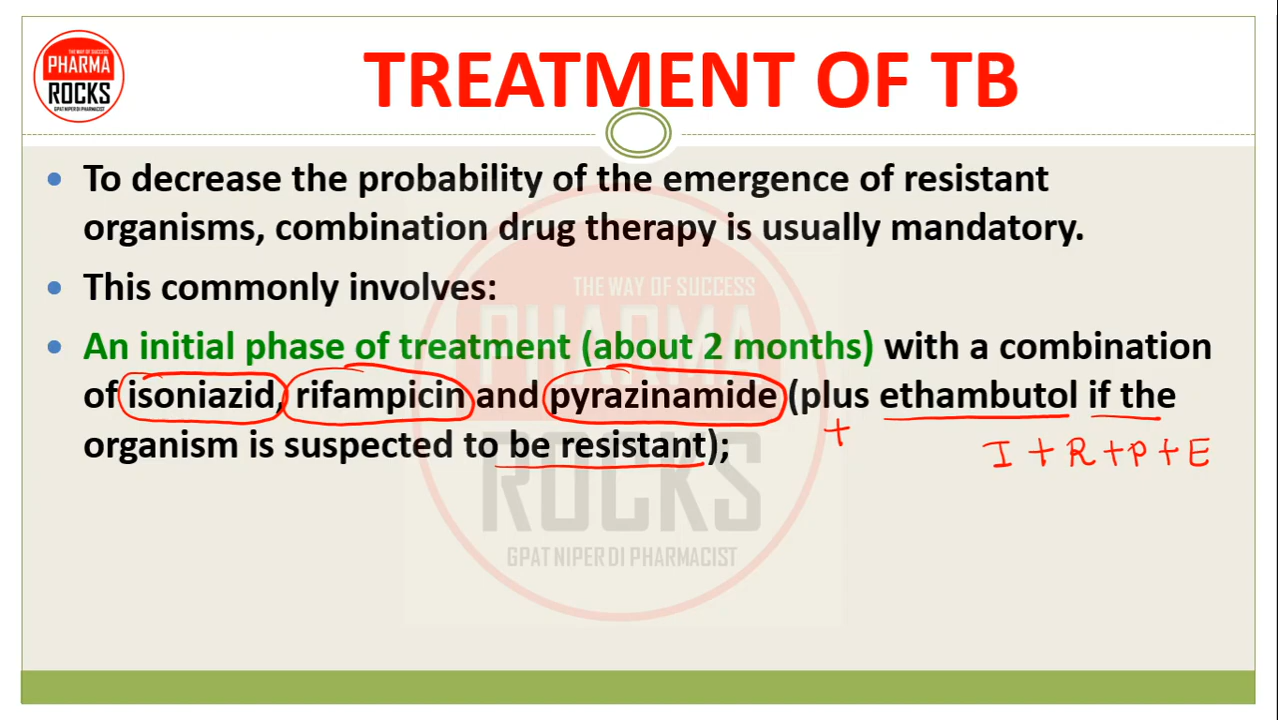 THE WAY OF SUCCESS
PHARMA
ROCKS
GPAT NIPER DI PHARMACIST
TREATMENT OF TB
• To decrease the probability of the emergence of resistant
organisms, combination drug therapy is usually mandatory.
• This commonly involves:
• An initial phase of treatment (about 2 months) with a combination
of isoniazid, rifampicin and pyrazinamide (plus ethambutol if the
organism is suspected to be resistant);
+
I + R + P + E
THE WAY OF SUCCESS
PHARMA
ROCKS
GPAT NIPER DI PHARMACIST